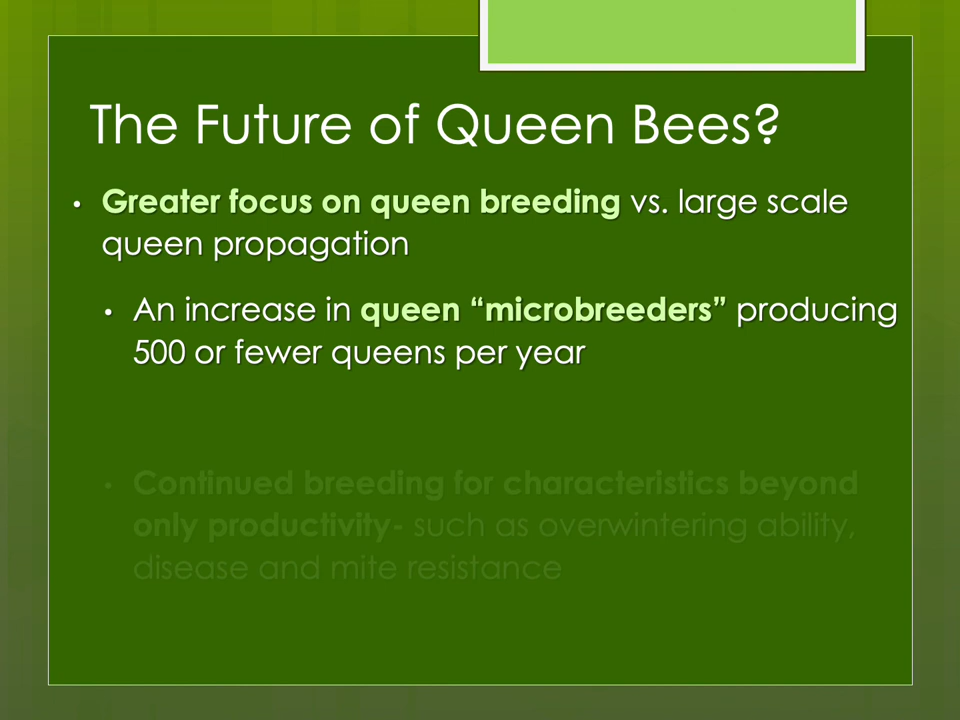 The Future of Queen Bees?
• Greater focus on queen breeding vs. large scale
queen propagation
• An increase in queen “microbreeders” producing
500 or fewer queens per year
• Continued breeding for characteristics beyond
only productivity- such as overwintering ability,
disease and mite resistance